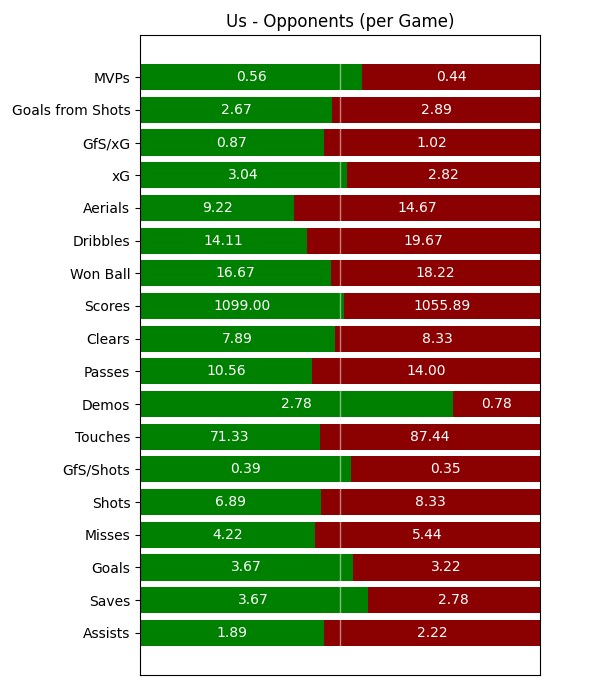 Us - Opponents (per Game)
MVPs 0.56 0.44
Goals from Shots 2.67 2.89
GfS/xG 0.87 1.02
xG 3.04 2.82
Aerials 9.22 14.67
Dribbles 14.11 19.67
Won Ball 16.67 18.22
Scores 1099.00 1055.89
Clears 7.89 8.33
Passes 10.56 14.00
Demos 2.78 0.78
Touches 71.33 87.44
GfS/Shots 0.39 0.35
Shots 6.89 8.33
Misses 4.22 5.44
Goals 3.67 3.22
Saves 3.67 2.78
Assists 1.89 2.22